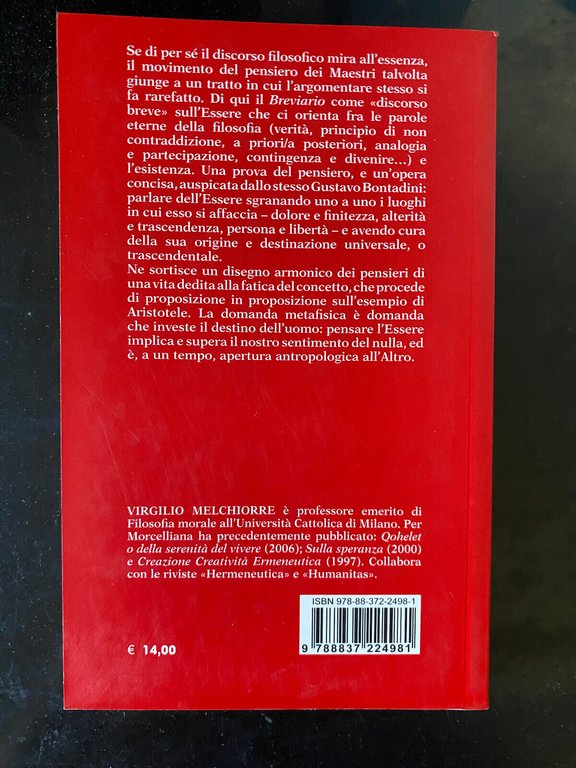 Se di per sé il discorso filosofico mira all'essenza,
il movimento del pensiero dei Maestri talvolta
giunge a un tratto in cui l'argomentare stesso si
fa rarefatto. Di qui il Breviario come «discorso
breve» sull'Essere che ci orienta fra le parole
eterne della filosofia (verità, principio di non
contraddizione, a priori/a posteriori, analogia
e partecipazione, contingenza e divenire...) e
l'esistenza. Una prova del pensiero, e un'opera
concisa, auspicata dallo stesso Gustavo Bontadini:
parlare dell'Essere sgranando uno a uno i luoghi
in cui esso si affaccia – dolore e finitezza, alterità
e trascendenza, persona e libertà – e avendo cura
della sua origine e destinazione universale, o
trascendentale.
Ne sortisce un disegno armonico dei pensieri di
una vita dedita alla fatica del concetto, che procede
di proposizione in proposizione sull'esempio di
Aristotele. La domanda metafisica è domanda
che investe il destino dell'uomo: pensare l'Essere
implica e supera il nostro sentimento del nulla, ed
è, a un tempo, apertura antropologica all'Altro.
VIRGILIO MELCHIORRE è professore emerito di
Filosofia morale all'Università Cattolica di Milano. Per
Morcelliana ha precedentemente pubblicato: Qohelet
o della serenità del vivere (2006); Sulla speranza (2000)
e Creazione Creatività Ermeneutica (1997). Collabora
con le riviste «Hermeneutica» e «Humanitas».
ISBN 978-88-372-2498-1
9 788837 224981
€ 14,00